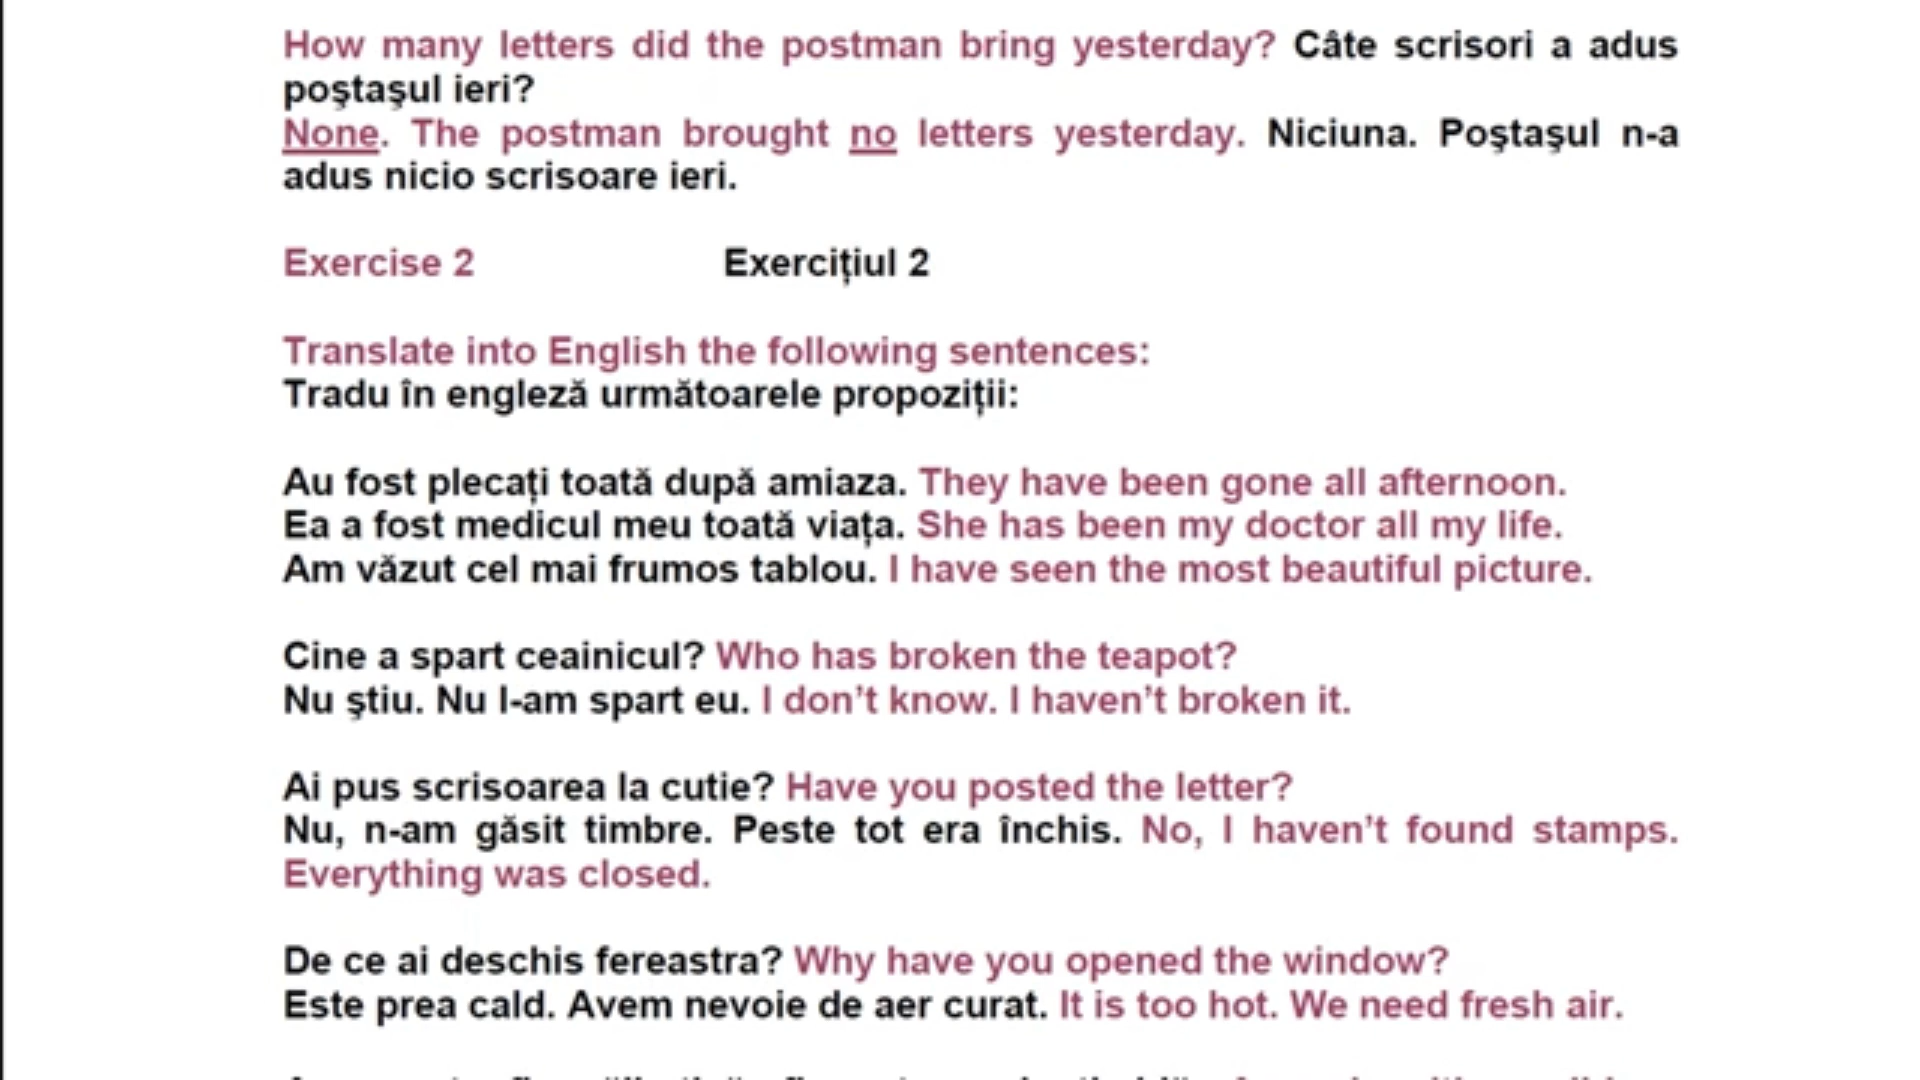 How many letters did the postman bring yesterday? Câte scrisori a adus
poştaşul ieri?
None. The postman brought no letters yesterday. Niciuna. Poştaşul n-a
adus nicio scrisoare ieri.
Exercise 2 Exerciţiul 2
Translate into English the following sentences:
Tradu în engleză următoarele propoziţii:
Au fost plecaţi toată după amiaza. They have been gone all afternoon.
Ea a fost medicul meu toată viaţa. She has been my doctor all my life.
Am văzut cel mai frumos tablou. I have seen the most beautiful picture.
Cine a spart ceainicul? Who has broken the teapot?
Nu ştiu. Nu l-am spart eu. I don’t know. I haven’t broken it.
Ai pus scrisoarea la cutie? Have you posted the letter?
Nu, n-am găsit timbre. Peste tot era închis. No, I haven’t found stamps.
Everything was closed.
De ce ai deschis fereastra? Why have you opened the window?
Este prea cald. Avem nevoie de aer curat. It is too hot. We need fresh air.